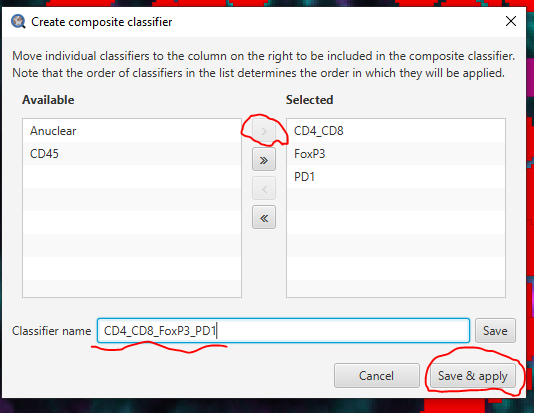 Create composite classifier
Move individual classifiers to the column on the right to be included in the composite classifier.
Note that the order of classifiers in the list determines the order in which they will be applied.
Available
Selected
Anuclear
CD45
>
»
<
«
CD4_CD8
FoxP3
PD1
Classifier name
CD4_CD8_FoxP3_PD1
Save
Cancel
Save & apply